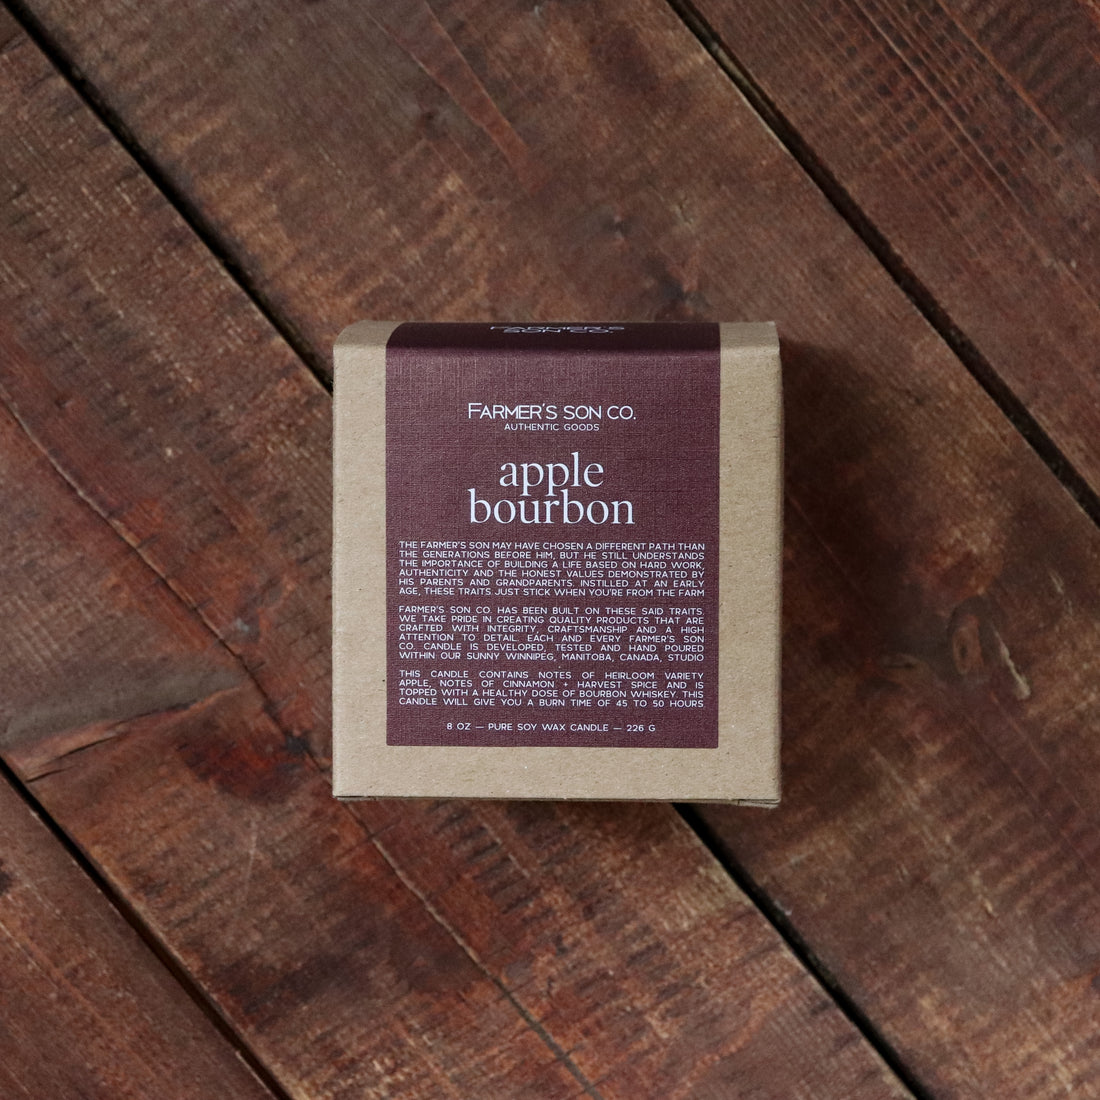 FARMER'S
SON CO.
FARMER'S SON CO.
AUTHENTIC GOODS
apple
bourbon
THE FARMER'S SON MAY HAVE CHOSEN A DIFFERENT PATH THAN
THE GENERATIONS BEFORE HIM, BUT HE STILL UNDERSTANDS
THE IMPORTANCE OF BUILDING A LIFE BASED ON HARD WORK,
AUTHENTICITY AND THE HONEST VALUES DEMONSTRATED BY
HIS PARENTS AND GRANDPARENTS. INSTILLED AT AN EARLY
AGE, THESE TRAITS JUST STICK WHEN YOU'RE FROM THE FARM
FARMER'S SON CO. HAS BEEN BUILT ON THESE SAID TRAITS.
WE TAKE PRIDE IN CREATING QUALITY PRODUCTS THAT ARE
CRAFTED WITH INTEGRITY, CRAFTSMANSHIP AND A HIGH
ATTENTION TO DETAIL. EACH AND EVERY FARMER'S SON
CO. CANDLE IS DEVELOPED, TESTED AND HAND POURED
WITHIN OUR SUNNY WINNIPEG, MANITOBA, CANADA, STUDIO
THIS CANDLE CONTAINS NOTES OF HEIRLOOM VARIETY
APPLE, NOTES OF CINNAMON + HARVEST SPICE AND IS
TOPPED WITH A HEALTHY DOSE OF BOURBON WHISKEY. THIS
CANDLE WILL GIVE YOU A BURN TIME OF 45 TO 50 HOURS
8 OZ — PURE SOY WAX CANDLE — 226 G